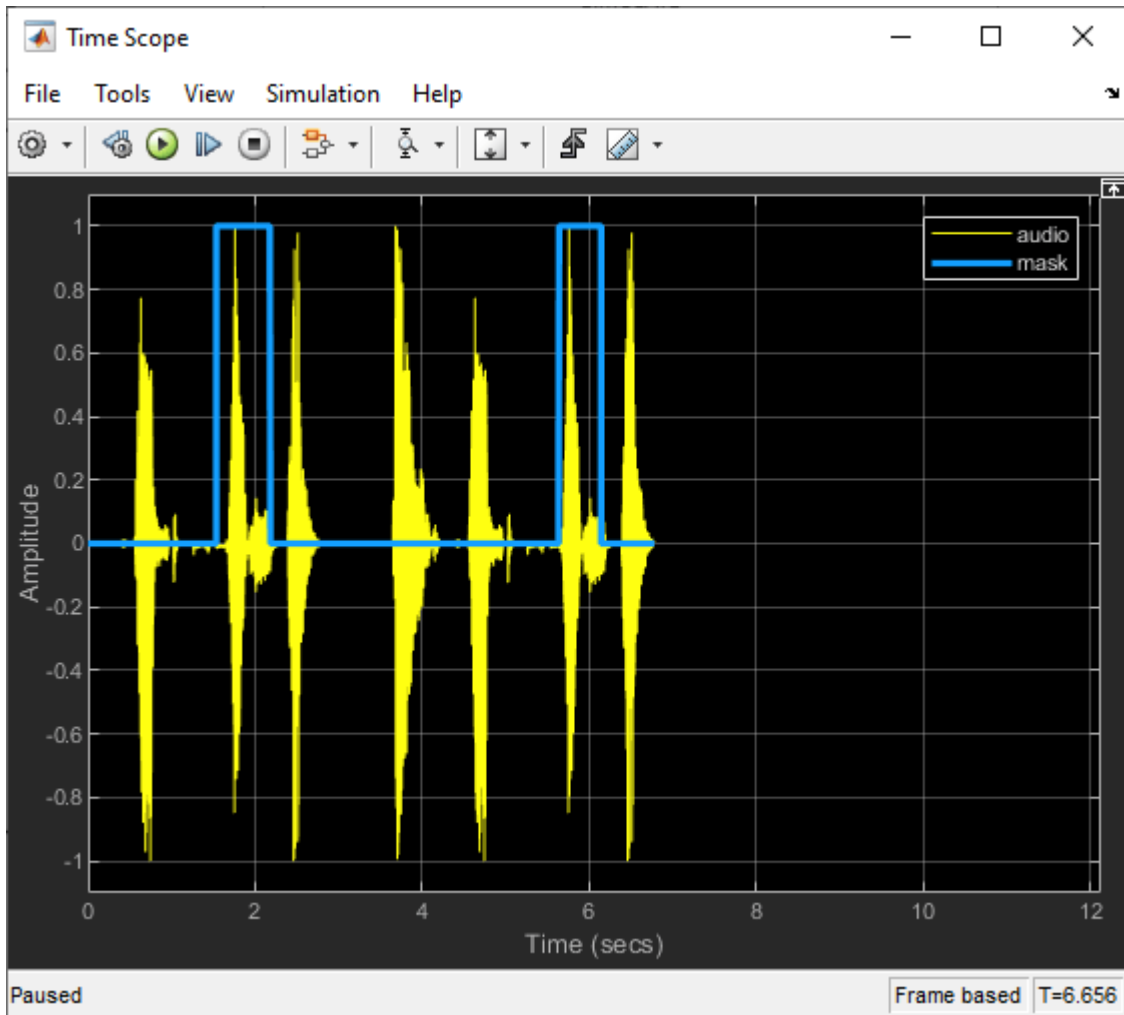 Time Scope
File Tools View Simulation Help
audio
mask
1
0.8
0.6
0.4
0.2
0
-0.2
-0.4
-0.6
-0.8
-1
Amplitude
0 2 4 6 8 10 12
Time (secs)
Paused Frame based T=6.656